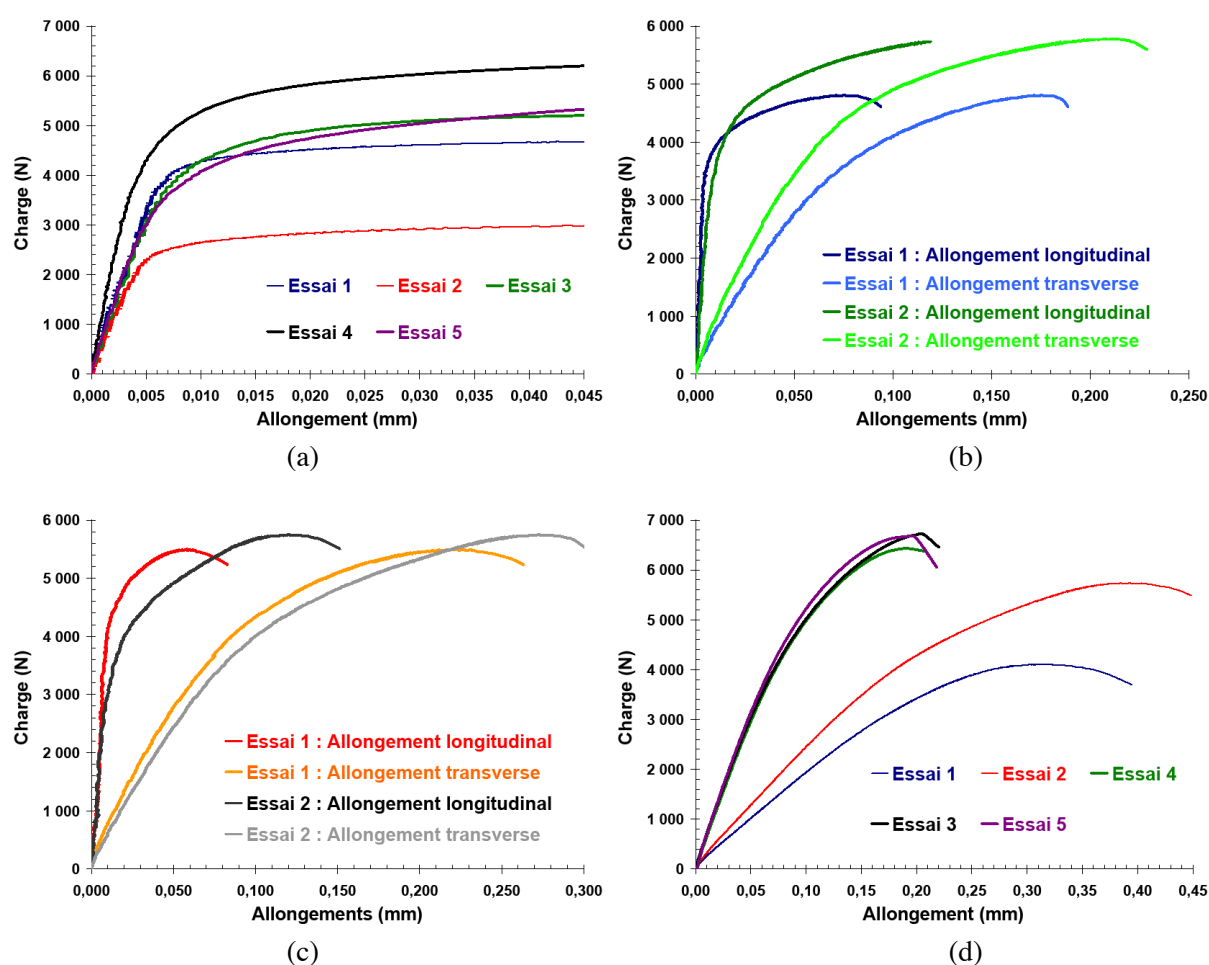 7 000
6 000
5 000
4 000
3 000
2 000
1 000
0
Charge (N)
Essai 1 Essai 2 Essai 3
Essai 4 Essai 5
0,000 0,005 0,010 0,015 0,020 0,025 0,030 0,035 0,040 0,045
Allongement (mm)
(a)
6 000
5 000
4 000
3 000
2 000
1 000
0
Charge (N)
Essai 1 : Allongement longitudinal
Essai 1 : Allongement transverse
Essai 2 : Allongement longitudinal
Essai 2 : Allongement transverse
0,000 0,050 0,100 0,150 0,200 0,250
Allongements (mm)
(b)
6 000
5 000
4 000
3 000
2 000
1 000
0
Charge (N)
Essai 1 : Allongement longitudinal
Essai 1 : Allongement transverse
Essai 2 : Allongement longitudinal
Essai 2 : Allongement transverse
0,000 0,050 0,100 0,150 0,200 0,250 0,300
Allongements (mm)
(c)
7 000
6 000
5 000
4 000
3 000
2 000
1 000
0
Charge (N)
Essai 1 Essai 2 Essai 4
Essai 3 Essai 5
0,00 0,05 0,10 0,15 0,20 0,25 0,30 0,35 0,40 0,45
Allongement (mm)
(d)